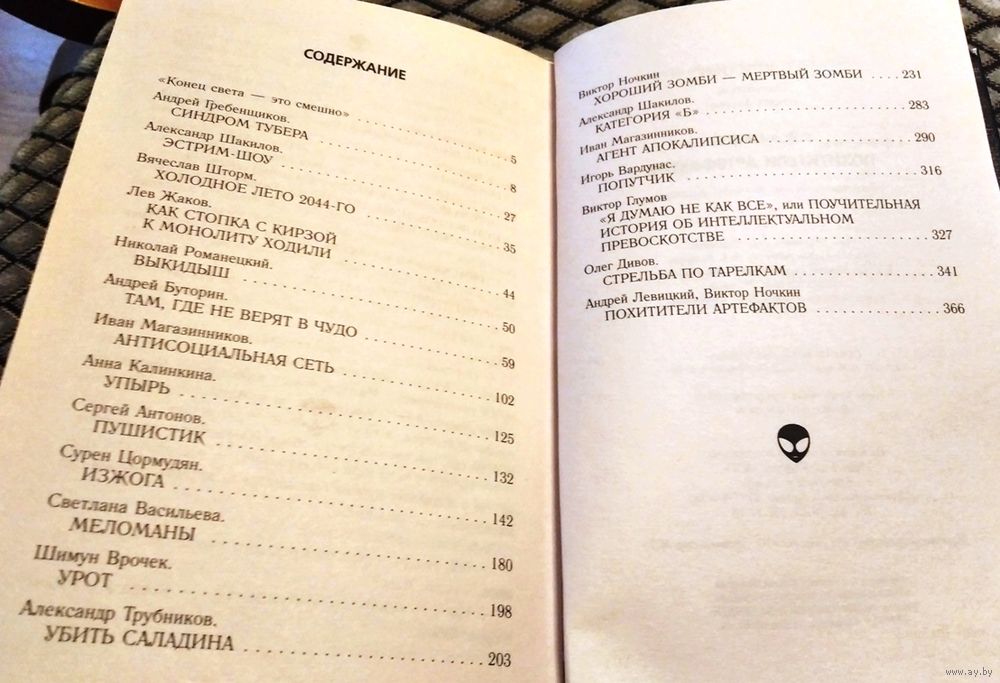 СОДЕРЖАНИЕ
«Конец света — это смешно» 5
Андрей Гребенщиков.
СИНДРОМ ТУБЕРА 8
Александр Шакилов.
ЭСТРИМ-ШОУ 27
Вячеслав Шторм.
ХОЛОДНОЕ ЛЕТО 2044-ГО 35
Лев Жаков.
КАК СТОПКА С КИРЗОЙ
К МОНОЛИТУ ХОДИЛИ 44
Николай Романецкий.
ВЫКИДЫШ 50
Андрей Буторин.
ТАМ, ГДЕ НЕ ВЕРЯТ В ЧУДО 59
Иван Магазинников.
АНТИСОЦИАЛЬНАЯ СЕТЬ 102
Анна Калинкина.
УПЫРЬ 125
Сергей Антонов.
ПУШИСТИК 132
Сурен Цормудян.
ИЗЖОГА 142
Светлана Васильева.
МЕЛОМАНЫ 180
Шимун Врочек.
УРОТ 198
Александр Трубников.
УБИТЬ САЛАДИНА 203
Виктор Ночкин
ХОРОШИЙ ЗОМБИ — МЕРТВЫЙ ЗОМБИ 231
Александр Шакилов.
КАТЕГОРИЯ «Б» 283
Иван Магазинников.
АГЕНТ АПОКАЛИПСИСА 290
Игорь Вардунас.
ПОПУТЧИК 316
Виктор Глумов
«Я ДУМАЮ НЕ КАК ВСЕ», или ПОУЧИТЕЛЬНАЯ
ИСТОРИЯ ОБ ИНТЕЛЛЕКТУАЛЬНОМ
ПРЕВОСКОТСТВЕ 327
Олег Дивов.
СТРЕЛЬБА ПО ТАРЕЛКАМ 341
Андрей Левицкий, Виктор Ночкин
ПОХИТИТЕЛИ АРТЕФАКТОВ 366
www.ay.by